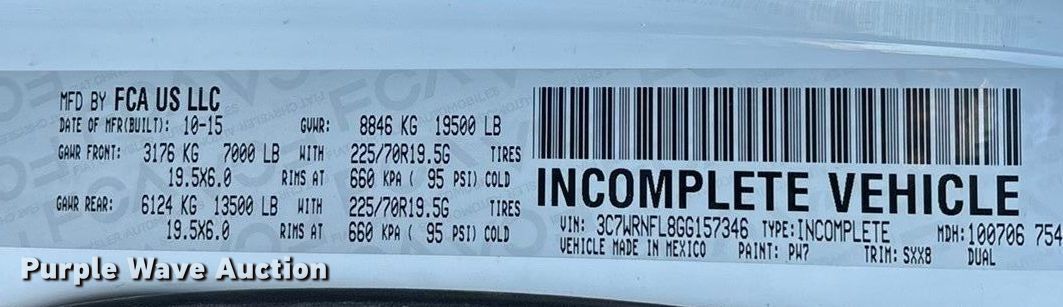 MFD BY FCA US LLC
DATE OF MFR(BUILT): 10-15 GVWR: 8846 KG 19500 LB
GAWR FRONT: 3176 KG 7000 LB WITH 225/70R19.5G TIRES
19.5X6.0 RIMS AT 660 KPA ( 95 PSI) COLD
GAWR REAR: 6124 KG 13500 LB WITH 225/70R19.5G TIRES
19.5X6.0 RIMS AT 660 KPA ( 95 PSI) COLD
INCOMPLETE VEHICLE
VIN: 3C7WRNFL8GG157346 TYPE: INCOMPLETE MDH: 100706 754
VEHICLE MADE IN MEXICO PAINT: PW7 TRIM: SXX8 DUAL
Purple Wave Auction